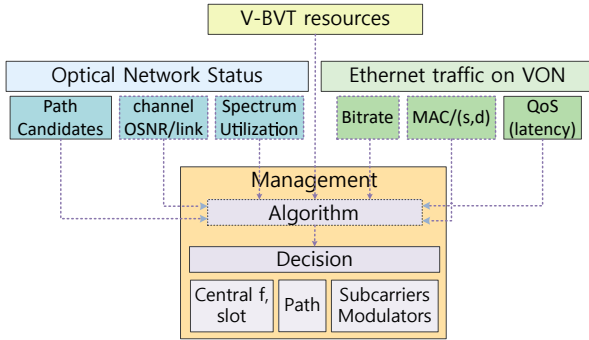 V-BVT resources
Optical Network Status
Ethernet traffic on VON
Path
Candidates
channel
OSNR/link
Spectrum
Utilization
Bitrate
MAC/(s,d)
QoS
(latency)
Management
Algorithm
Decision
Central f,
slot
Path
Subcarriers
Modulators